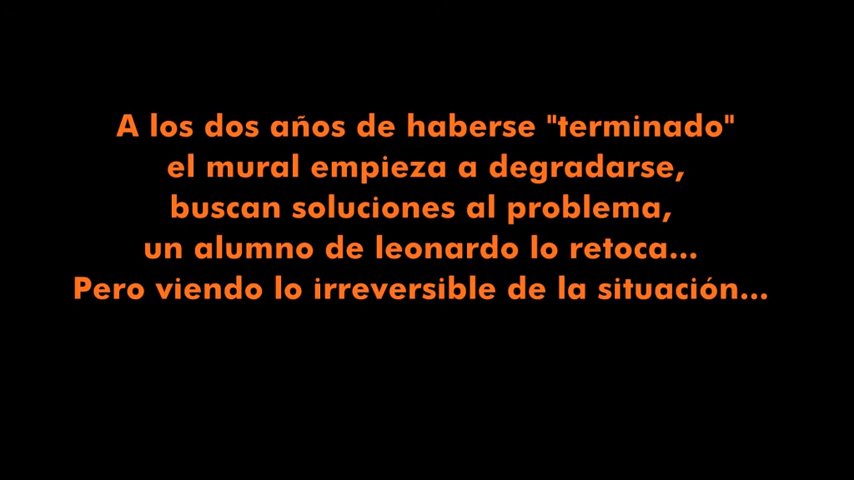 A los dos años de haberse "terminado"
el mural empieza a degradarse,
buscan soluciones al problema,
un alumno de leonardo lo retoca...
Pero viendo lo irreversible de la situación...